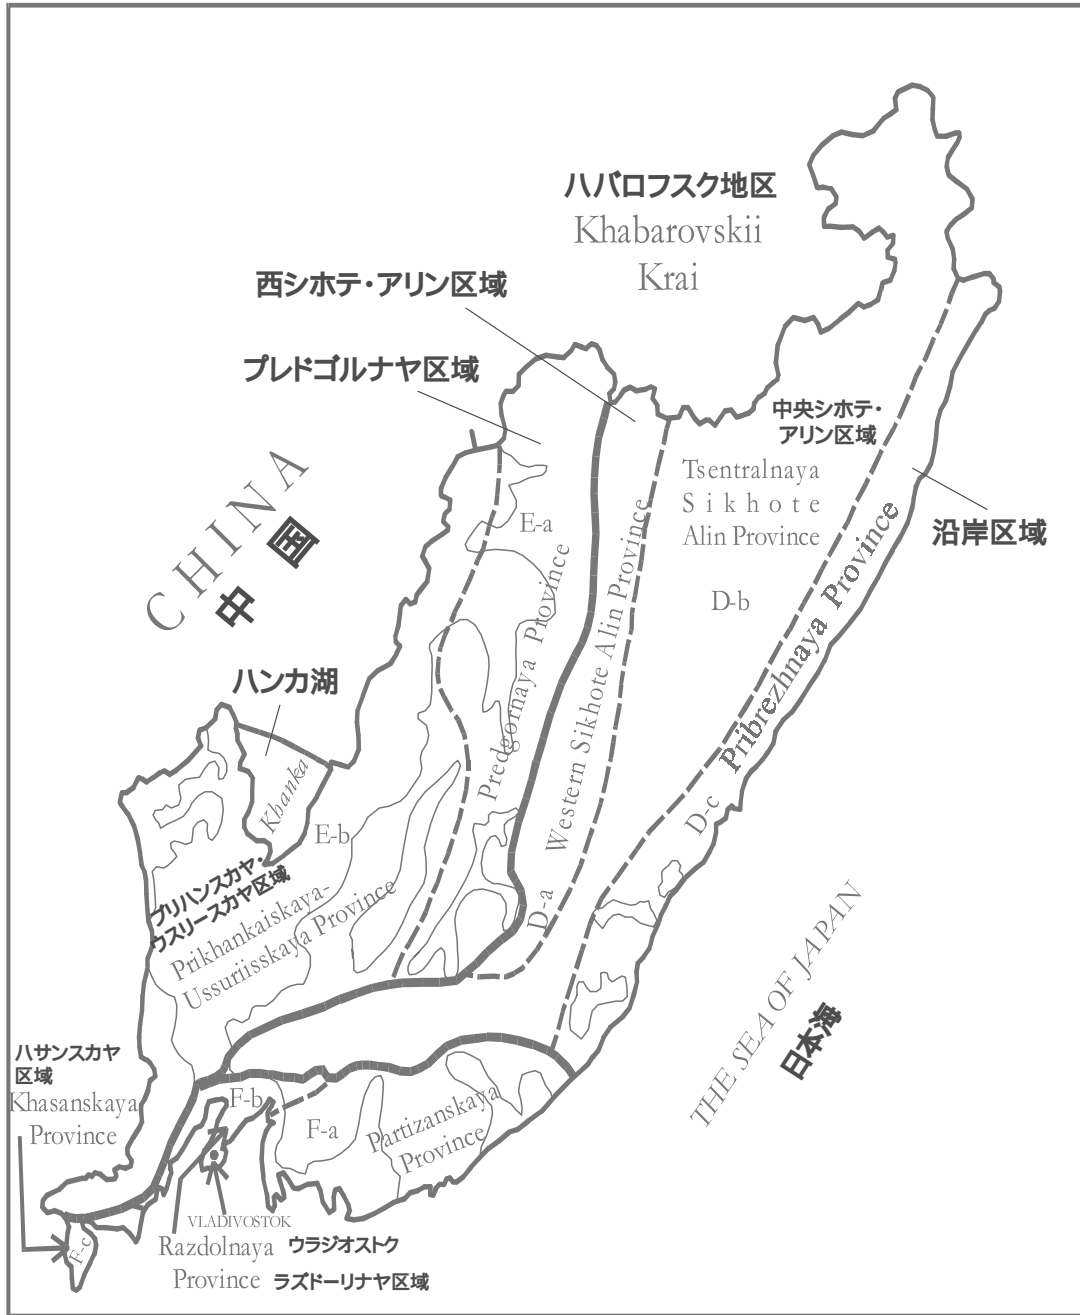 ハバロフスク地区
Khabarovskii
Krai
西シホテ・アリン区域
プレドゴルナヤ区域
中央シホテ・
アリン区域
Tsentralnaya
Sikhote
Alin Province
D-b
沿岸区域
CHINA
中国
E-a
Predgornaya Province
Western Sikhote Alin Province
D-a
Pribrezhnaya Province
D-c
ハンカ湖
Khanka
E-b
プリハンスカヤ・
ウスリースカヤ区域
Prikhankaiskaya-
Ussuriisskaya Province
THE SEA OF JAPAN
日本海
ハサンスカヤ
区域
Khasanskaya
Province
F-b
F-a
Partizanskaya
Province
F-c
VLADIVOSTOK
ウラジオストク
Razdolnaya
Province
ラズドーリナヤ区域